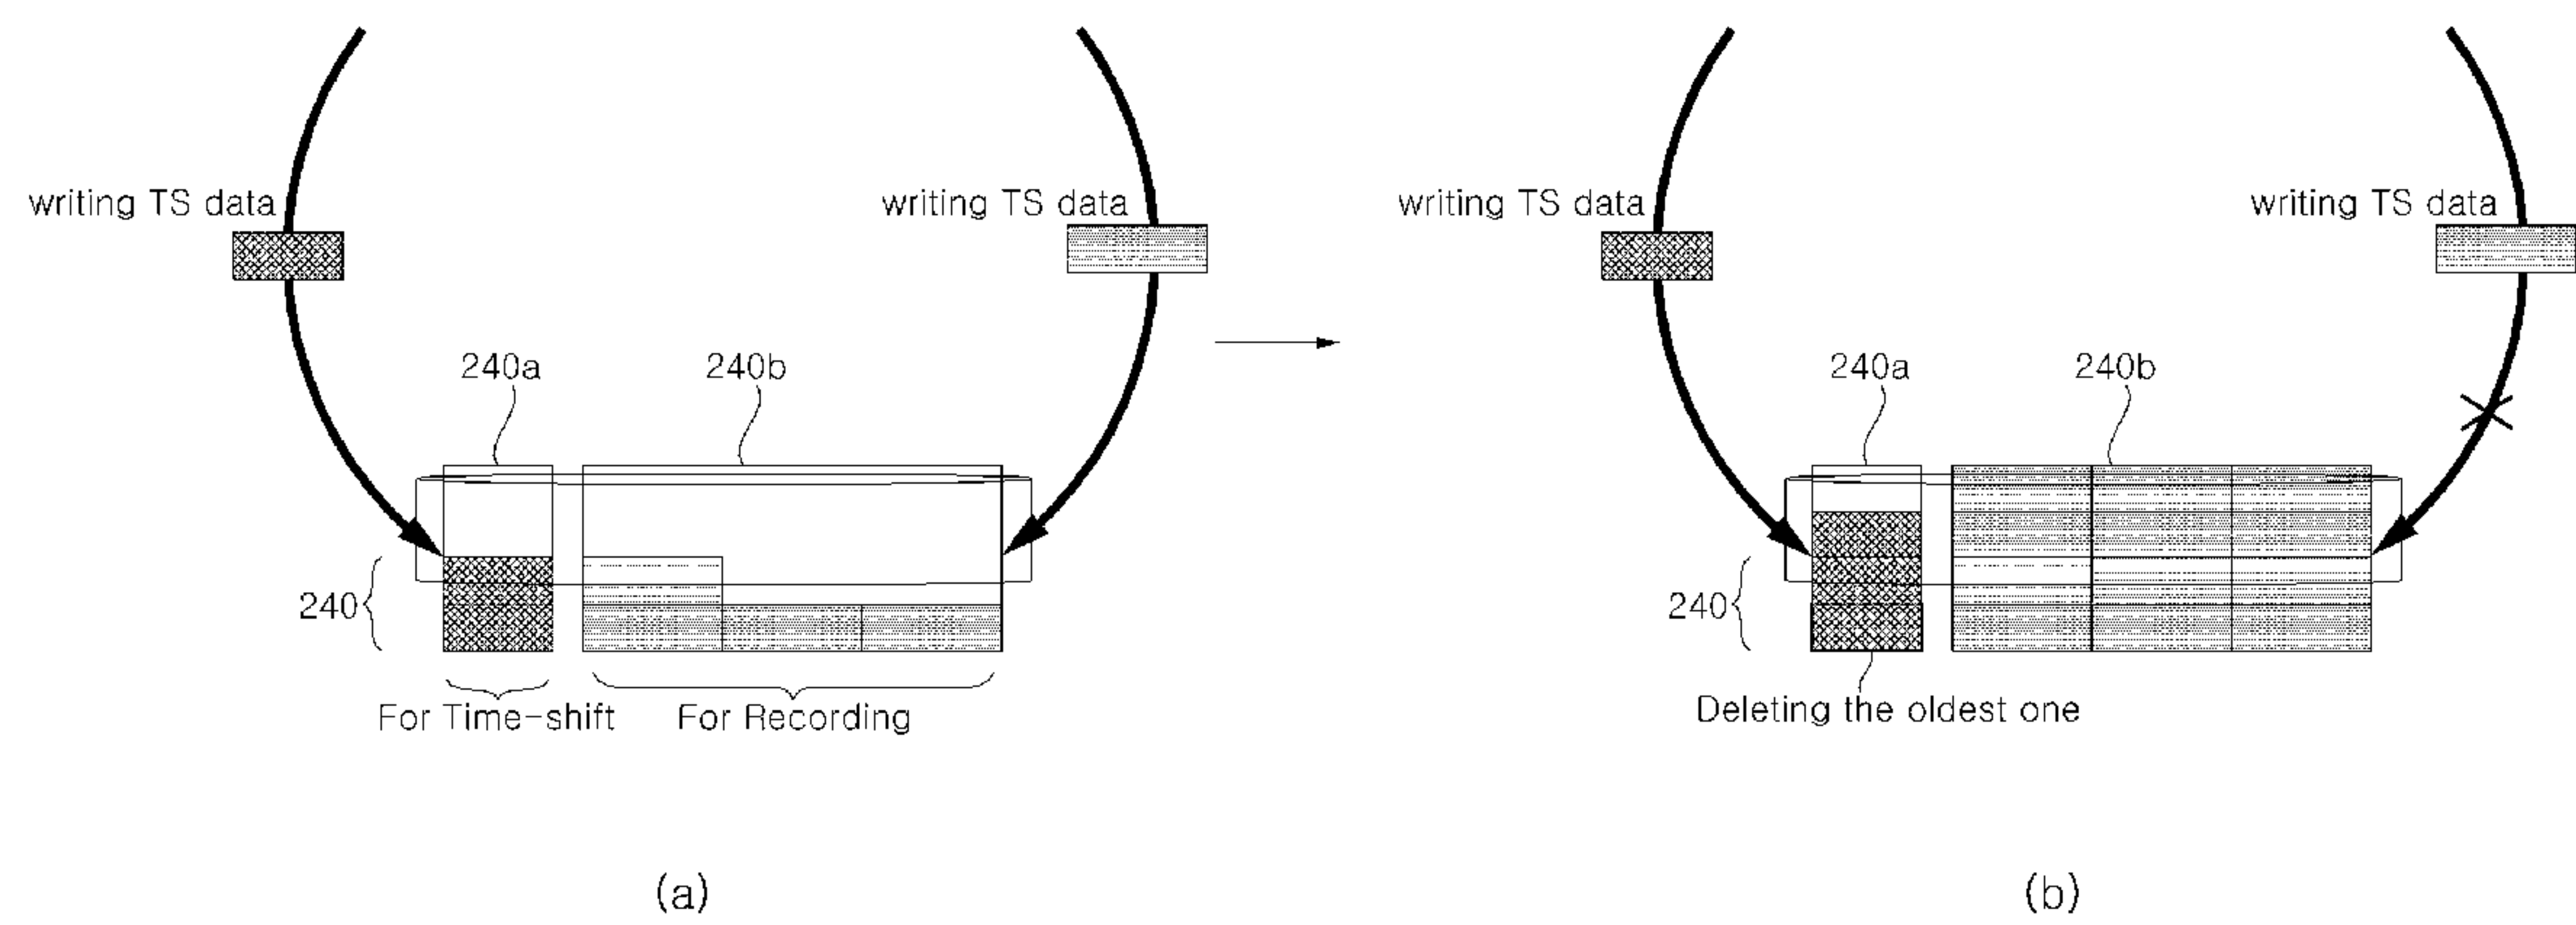 writing TS data
writing TS data
240a
240b
240
For Time-shift
For Recording
(a)
writing TS data
writing TS data
240a
240b
240
Deleting the oldest one
(b)